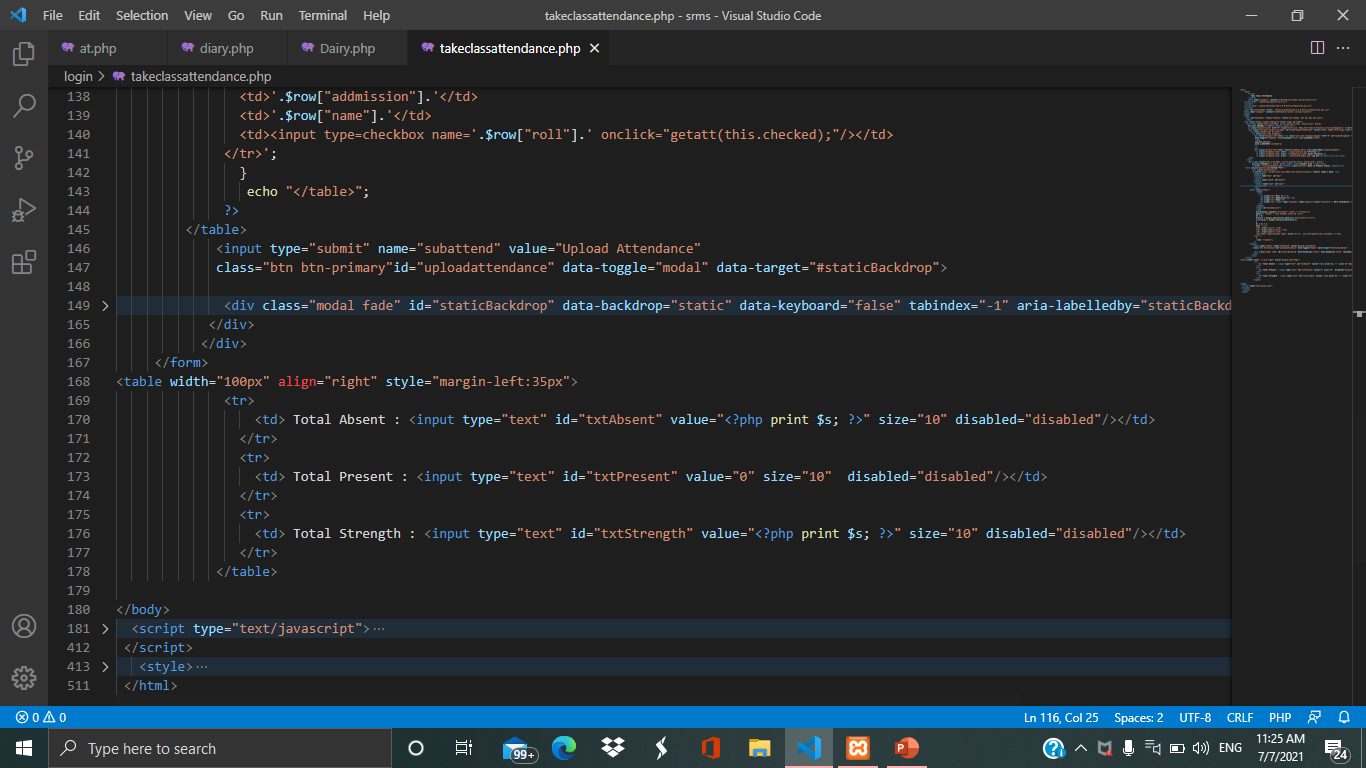 File Edit Selection View Go Run Terminal Help takeclassattendance.php - srms - Visual Studio Code
at.php diary.php Dairy.php takeclassattendance.php
login > takeclassattendance.php
138 <td>'.$row["addmission"].'</td>
139 <td>'.$row["name"].'</td>
140 <td><input type=checkbox name='.$row["roll"].' onclick="getatt(this.checked);"/></td>
141 </tr>';
142 }
143 echo "</table>";
144 ?>
145 </table>
146 <input type="submit" name="subattend" value="Upload Attendance"
147 class="btn btn-primary"id="uploadattendance" data-toggle="modal" data-target="#staticBackdrop">
148
149 <div class="modal fade" id="staticBackdrop" data-backdrop="static" data-keyboard="false" tabindex="-1" aria-labelledby="staticBackd
165 </div>
166 </div>
167 </form>
168 <table width="100px" align="right" style="margin-left:35px">
169 <tr>
170 <td> Total Absent : <input type="text" id="txtAbsent" value="<?php print $s; ?>" size="10" disabled="disabled"/></td>
171 </tr>
172 <tr>
173 <td> Total Present : <input type="text" id="txtPresent" value="0" size="10"  disabled="disabled"/></td>
174 </tr>
175 <tr>
176 <td> Total Strength : <input type="text" id="txtStrength" value="<?php print $s; ?>" size="10" disabled="disabled"/></td>
177 </tr>
178 </table>
179
180 </body>
181 <script type="text/javascript">…
412 </script>
413 <style>…
511 </html>
0 0 Ln 116, Col 25 Spaces: 2 UTF-8 CRLF PHP
Type here to search 99+ ENG 11:25 AM
7/7/2021 24